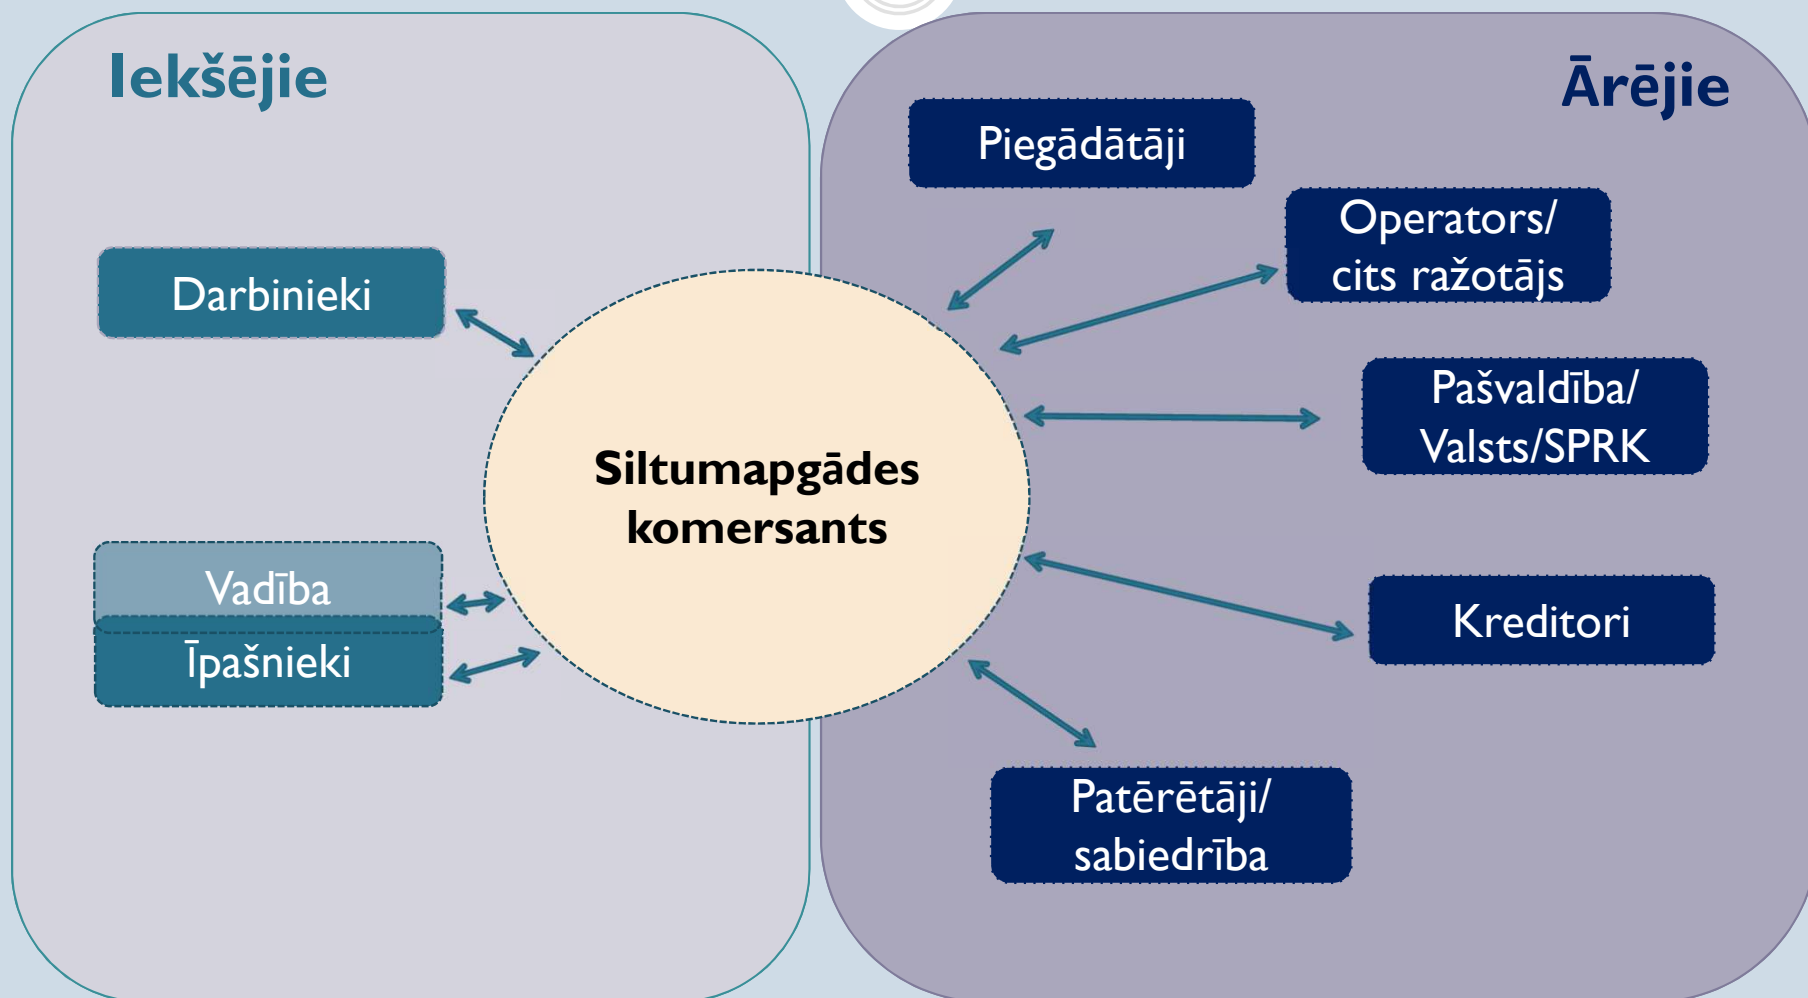 Iekšējie
Darbinieki
Vadība
Īpašnieki
Siltumapgādes
komersants
Ārējie
Piegādātāji
Operators/
cits ražotājs
Pašvaldība/
Valsts/SPRK
Kreditori
Patērētāji/
sabiedrība